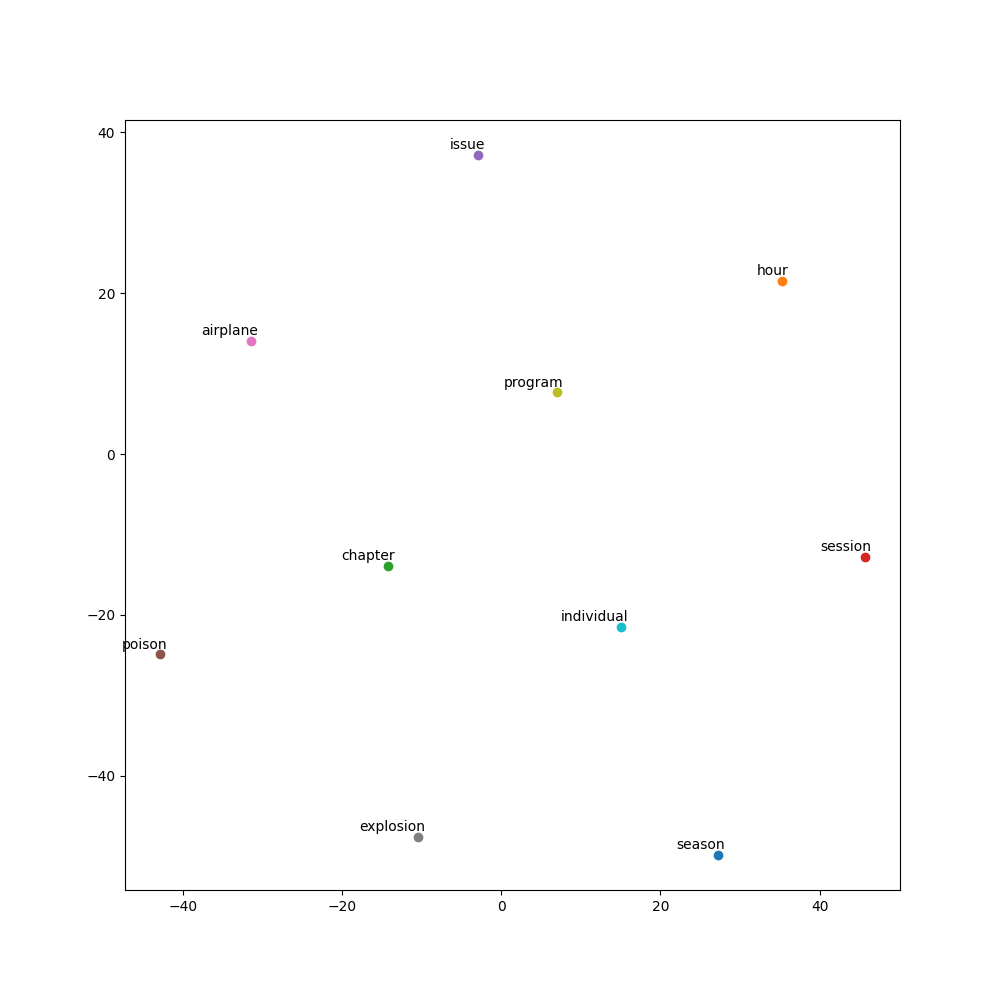 40
issue
hour
20
airplane
program
0
session
chapter
−20
individual
poison
−40
explosion
season
−40
−20
0
20
40